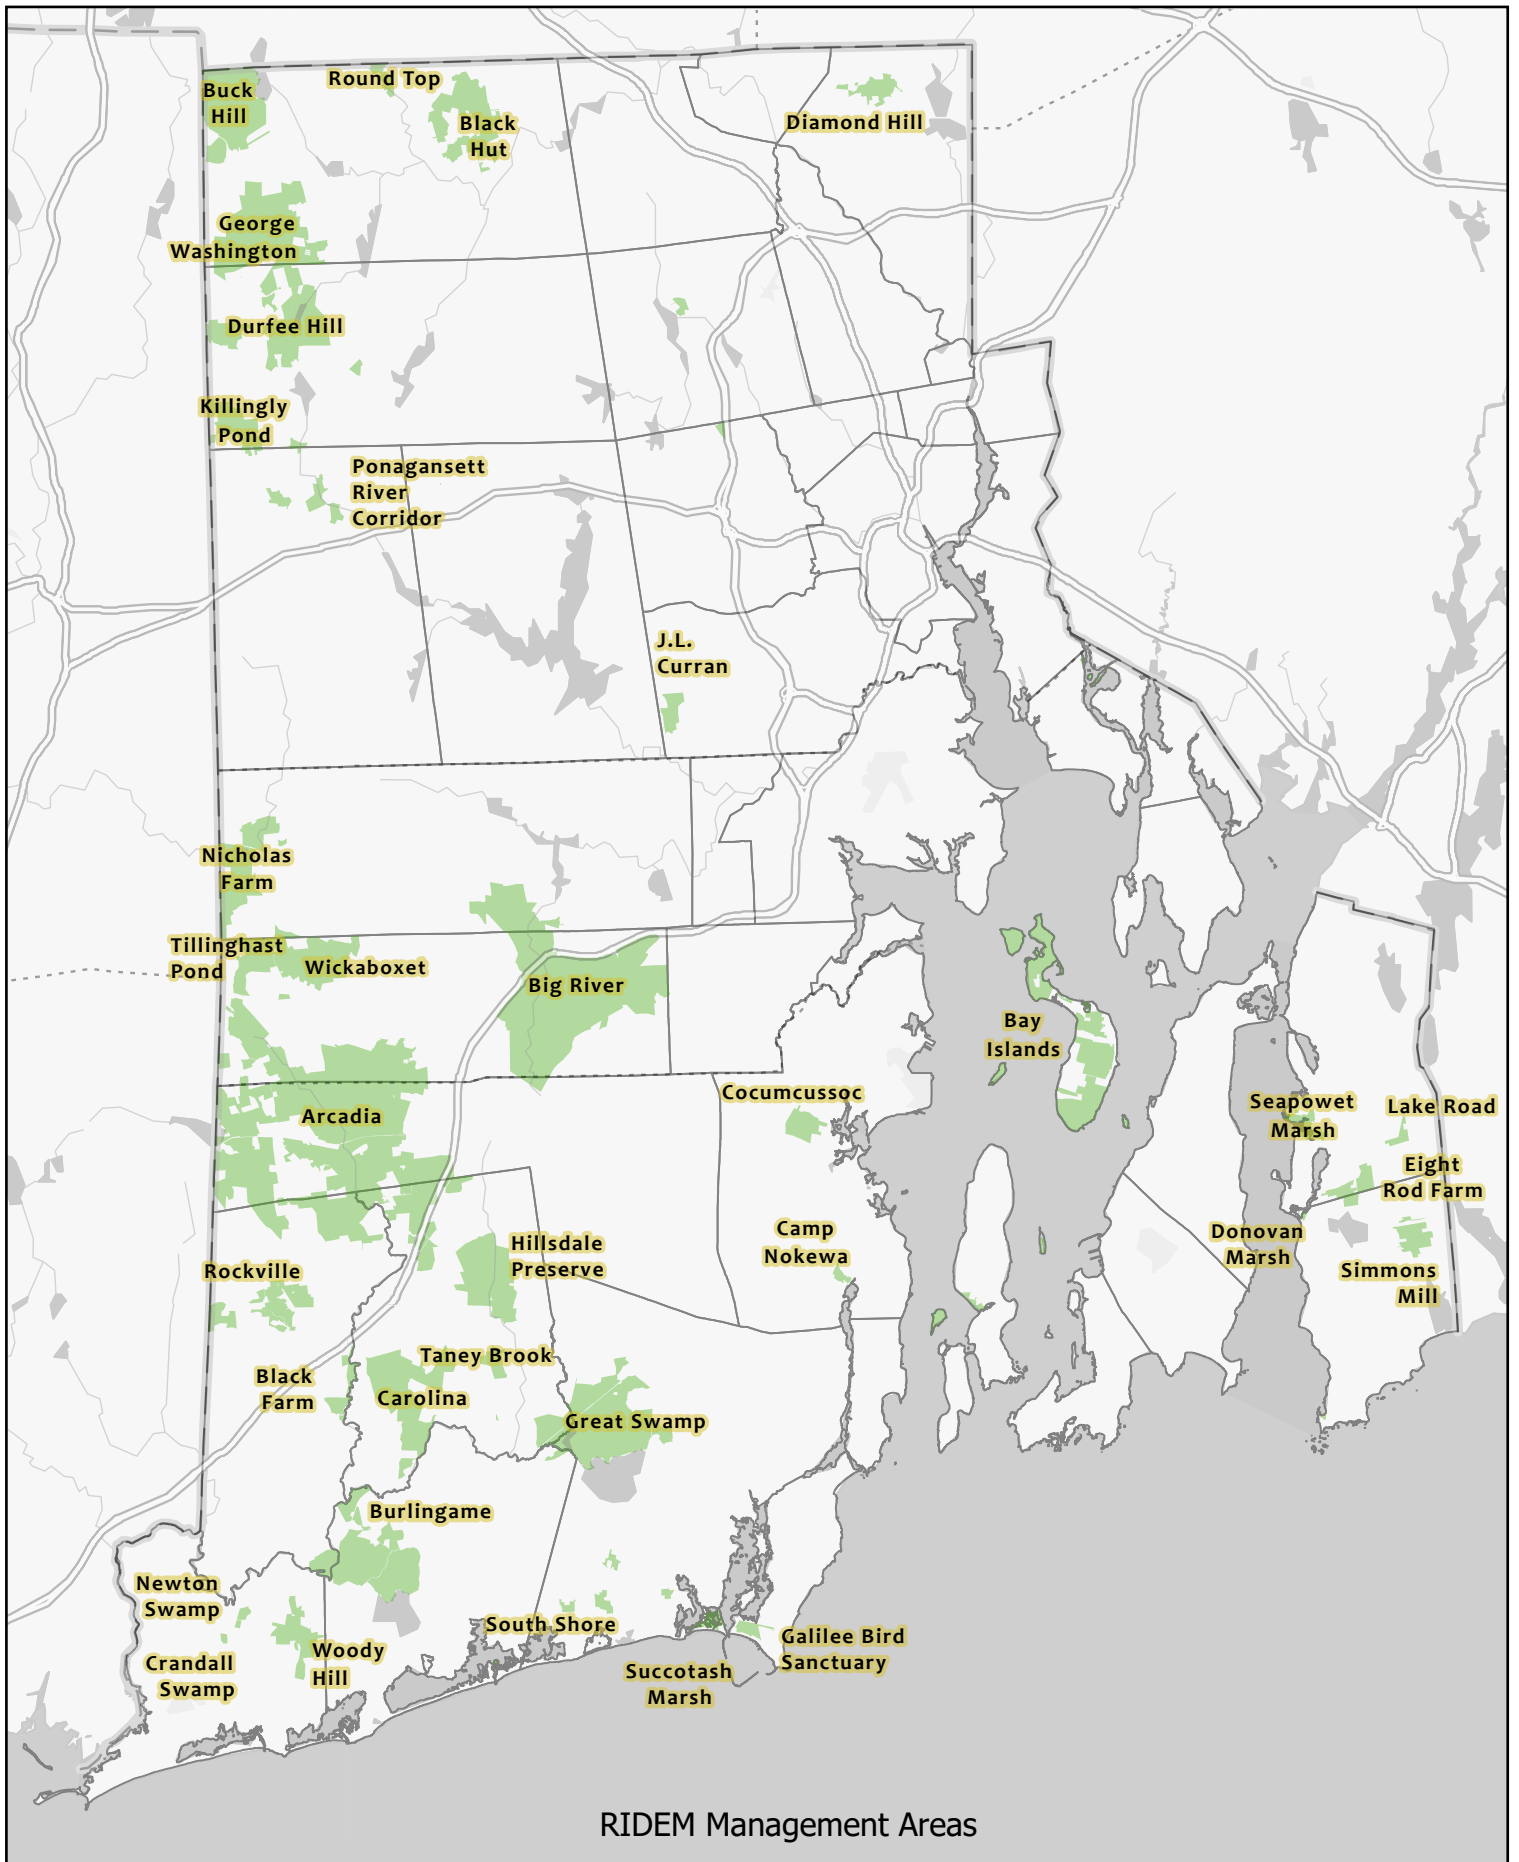 Round Top
Buck
Hill
Black
Hut
Diamond Hill
George
Washington
Durfee Hill
Killingly
Pond
Ponagansett
River
Corridor
J.L.
Curran
Nicholas
Farm
Tillinghast
Pond
Wickaboxet
Big River
Bay
Islands
Arcadia
Cocumcussoc
Seapowet
Marsh
Lake Road
Eight
Rod Farm
Donovan
Marsh
Simmons
Mill
Camp
Nokewa
Hillsdale
Preserve
Rockville
Taney Brook
Black
Farm
Carolina
Great Swamp
Burlingame
Newton
Swamp
South Shore
Woody
Hill
Crandall
Swamp
Galilee Bird
Sanctuary
Succotash
Marsh
RIDEM Management Areas